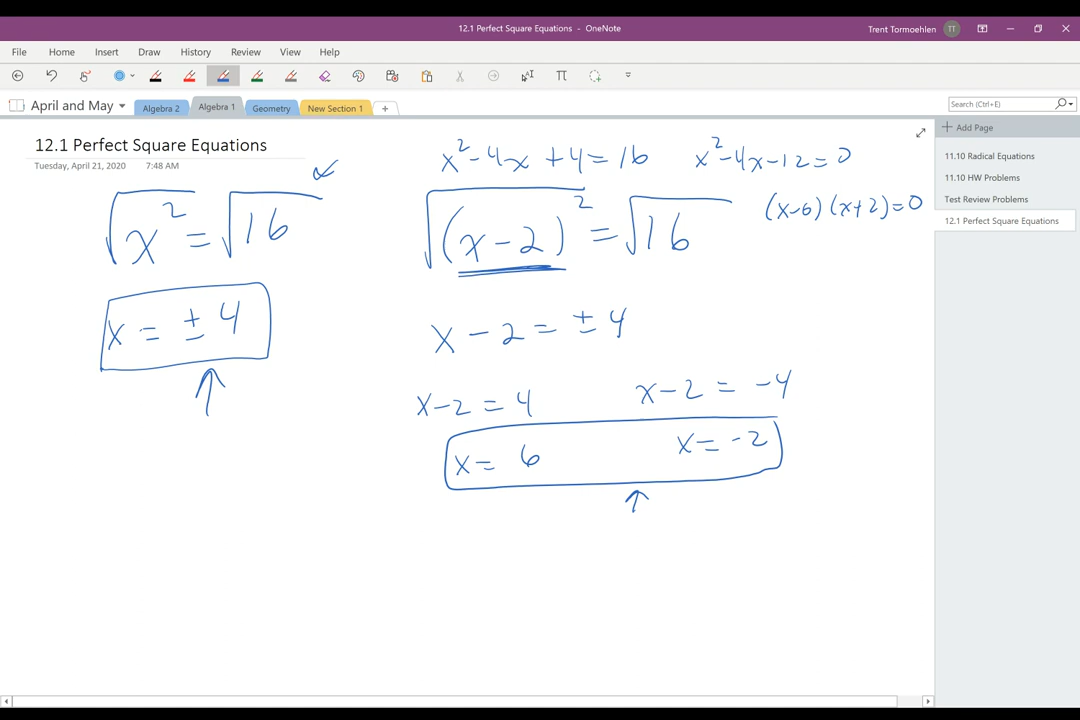 12.1 Perfect Square Equations - OneNote
Trent Tormoehlen TT
File Home Insert Draw History Review View Help
April and May Algebra 2 Algebra 1 Geometry New Section 1 +
Search (Ctrl+E)
Add Page
11.10 Radical Equations
11.10 HW Problems
Test Review Problems
12.1 Perfect Square Equations
12.1 Perfect Square Equations
Tuesday, April 21, 2020 7:48 AM
√x² = √16
x = ± 4
x² - 4x + 4 = 16
x² - 4x - 12 = 0
(x-6)(x+2) = 0
√(x - 2)² = √16
x - 2 = ± 4
x - 2 = 4
x - 2 = -4
x = 6
x = -2